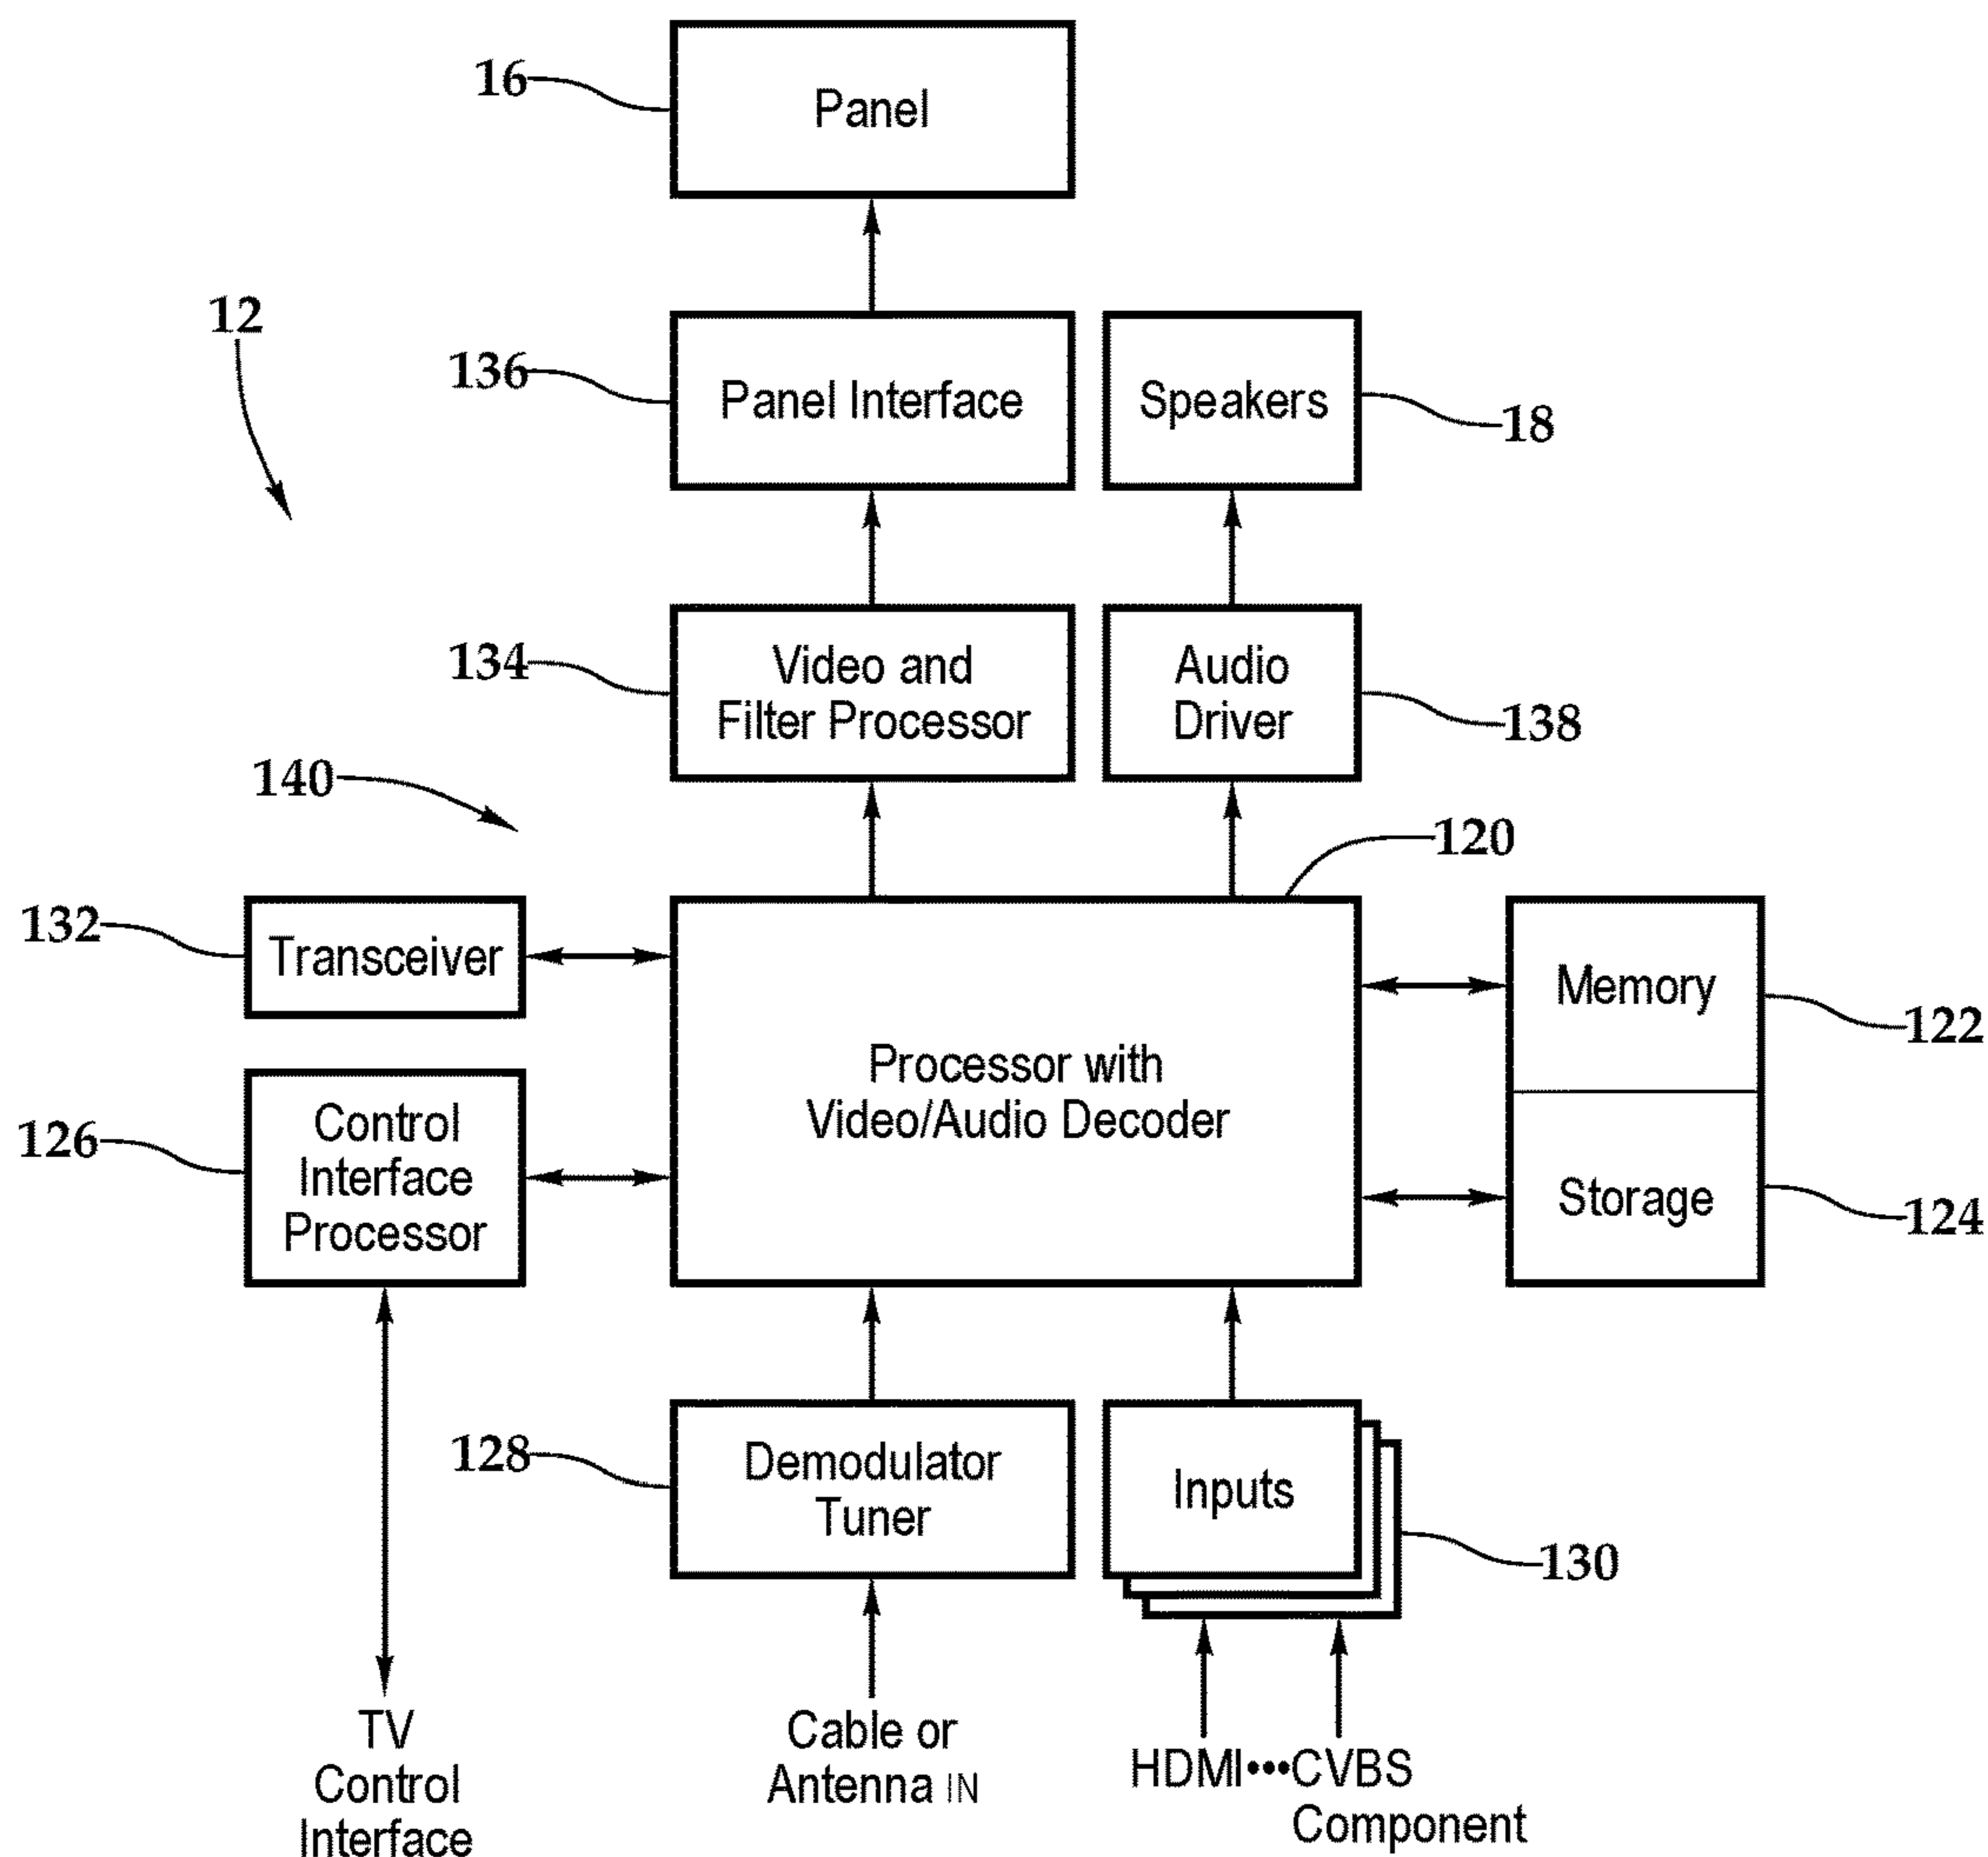 16
Panel
12
136
Panel Interface
Speakers
18
134
Video and
Filter Processor
Audio
Driver
138
140
120
132
Transceiver
Memory
122
Processor with
Video/Audio Decoder
126
Control
Interface
Processor
Storage
124
128
Demodulator
Tuner
Inputs
130
TV
Control
Interface
Cable or
Antenna IN
HDMI•••CVBS
Component